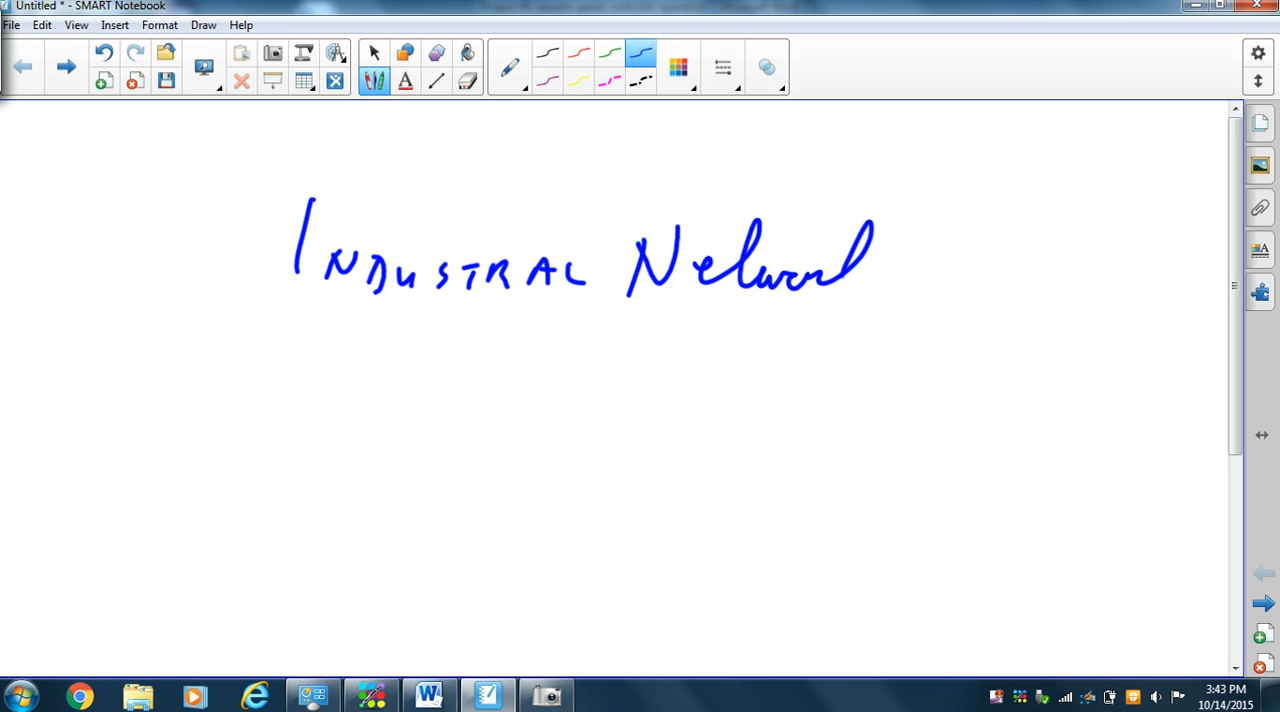 Untitled * - SMART Notebook
File Edit View Insert Format Draw Help
INDUSTRAL Network
3:43 PM
10/14/2015